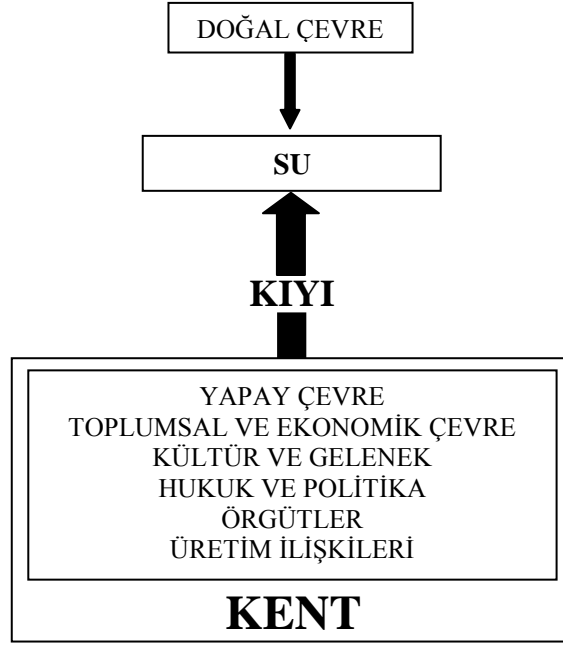 DOĞAL ÇEVRE
SU
KIYI
YAPAY ÇEVRE
TOPLUMSAL VE EKONOMİK ÇEVRE
KÜLTÜR VE GELENEK
HUKUK VE POLİTİKA
ÖRGÜTLER
ÜRETİM İLİŞKİLERİ
KENT